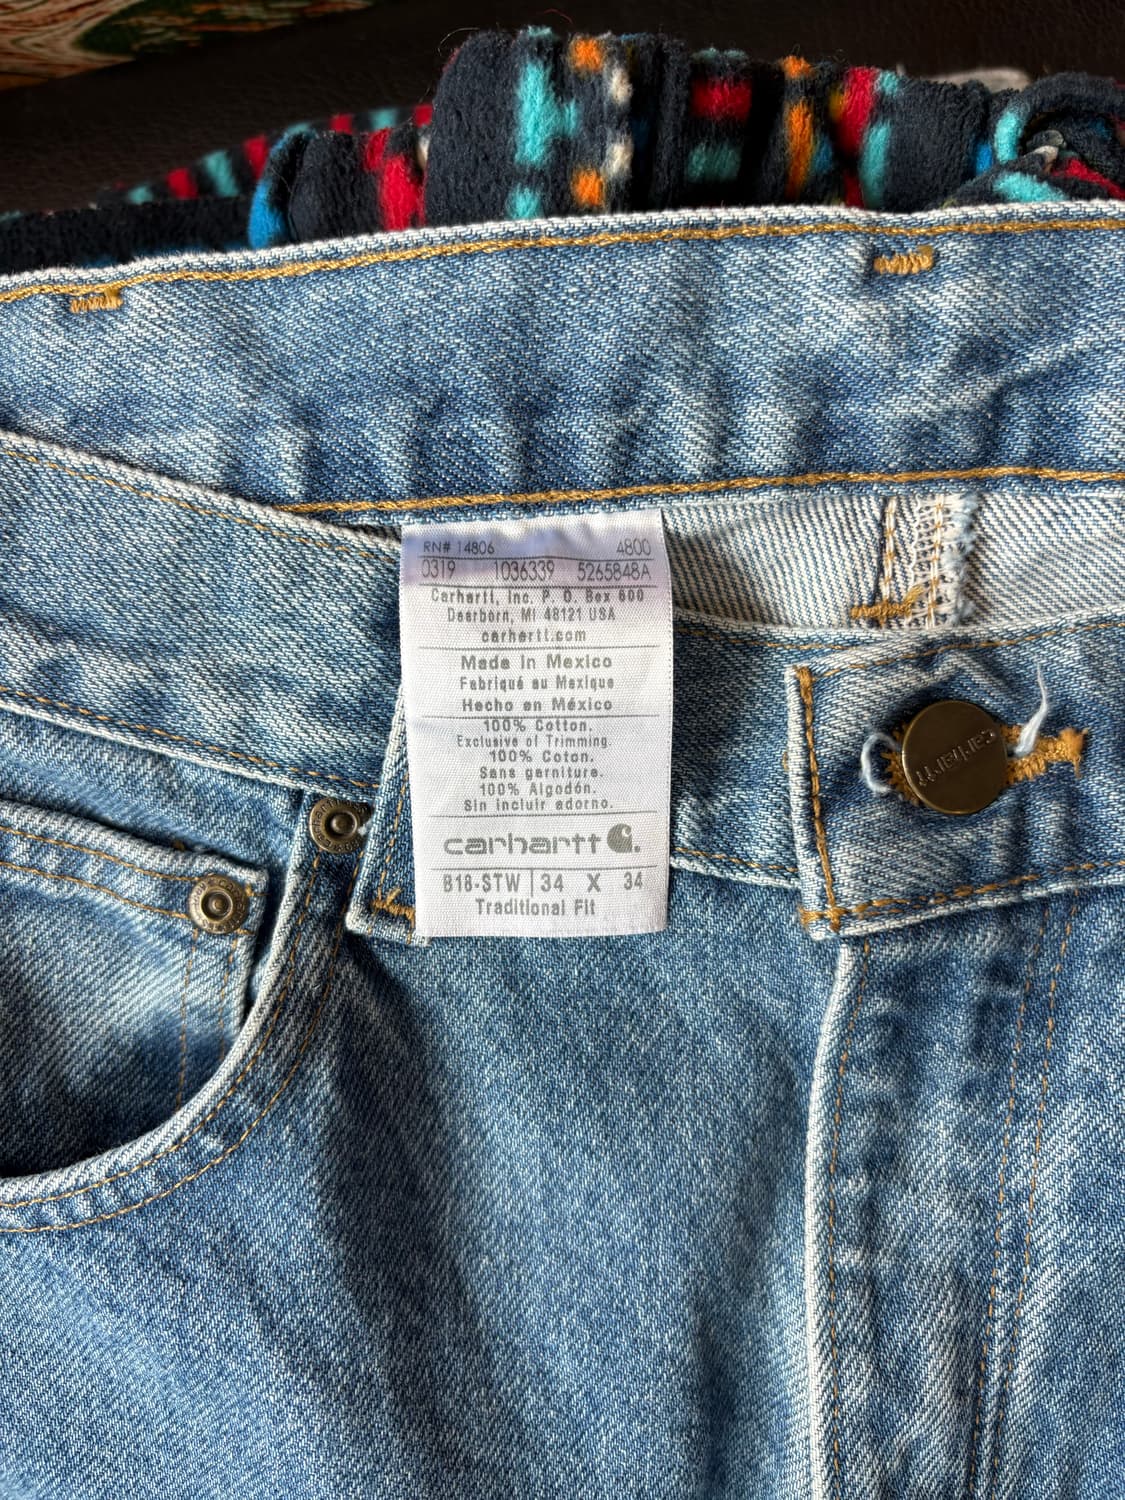 RN# 14806 4800
0319 1036339 5265848A
Carhartt, Inc. P. O. Box 600
Dearborn, MI 48121 USA
carhartt.com
Made in Mexico
Fabriqué au Mexique
Hecho en México
100% Cotton.
Exclusive of Trimming.
100% Coton.
Sans garniture.
100% Algodón.
Sin incluir adorno.
carhartt
B18-STW 34 X 34
Traditional Fit
carhartt